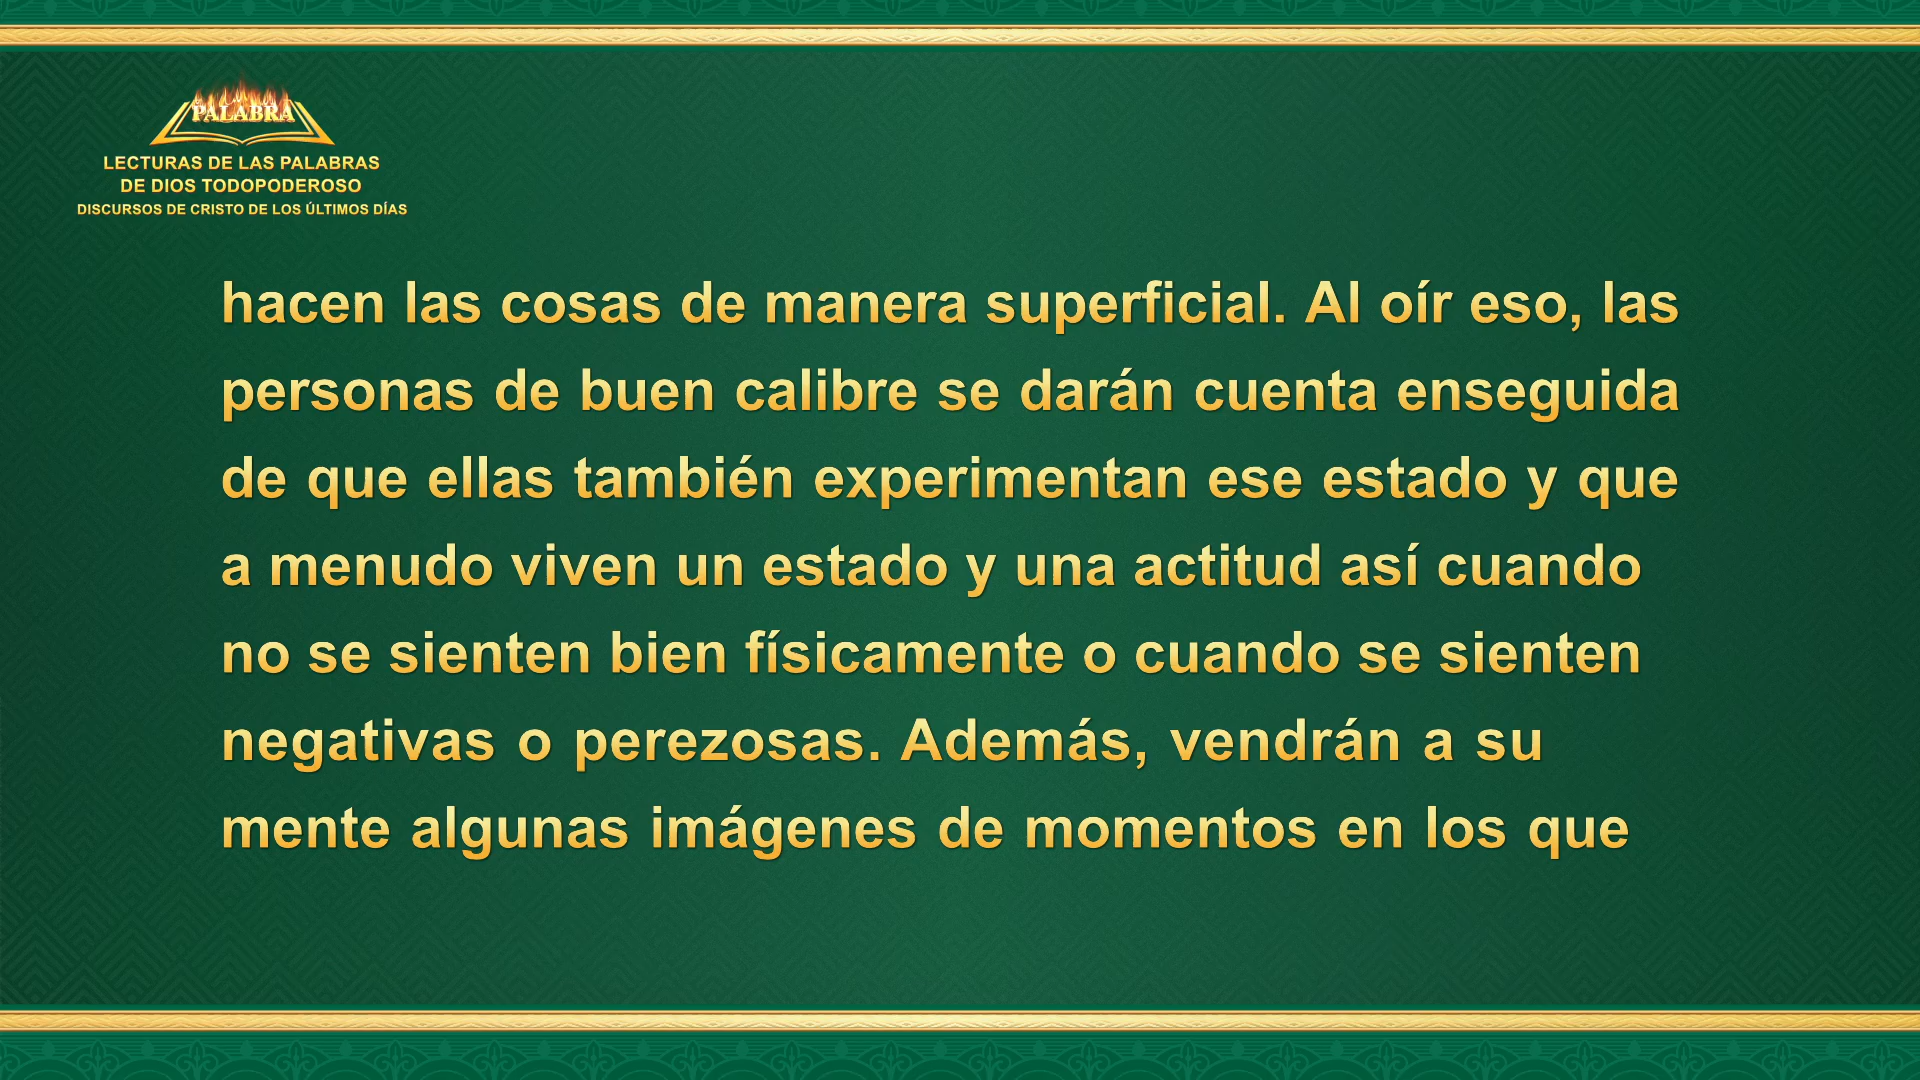 PALABRA
LECTURAS DE LAS PALABRAS
DE DIOS TODOPODEROSO
DISCURSOS DE CRISTO DE LOS ÚLTIMOS DÍAS
hacen las cosas de manera superficial. Al oír eso, las
personas de buen calibre se darán cuenta enseguida
de que ellas también experimentan ese estado y que
a menudo viven un estado y una actitud así cuando
no se sienten bien físicamente o cuando se sienten
negativas o perezosas. Además, vendrán a su
mente algunas imágenes de momentos en los que